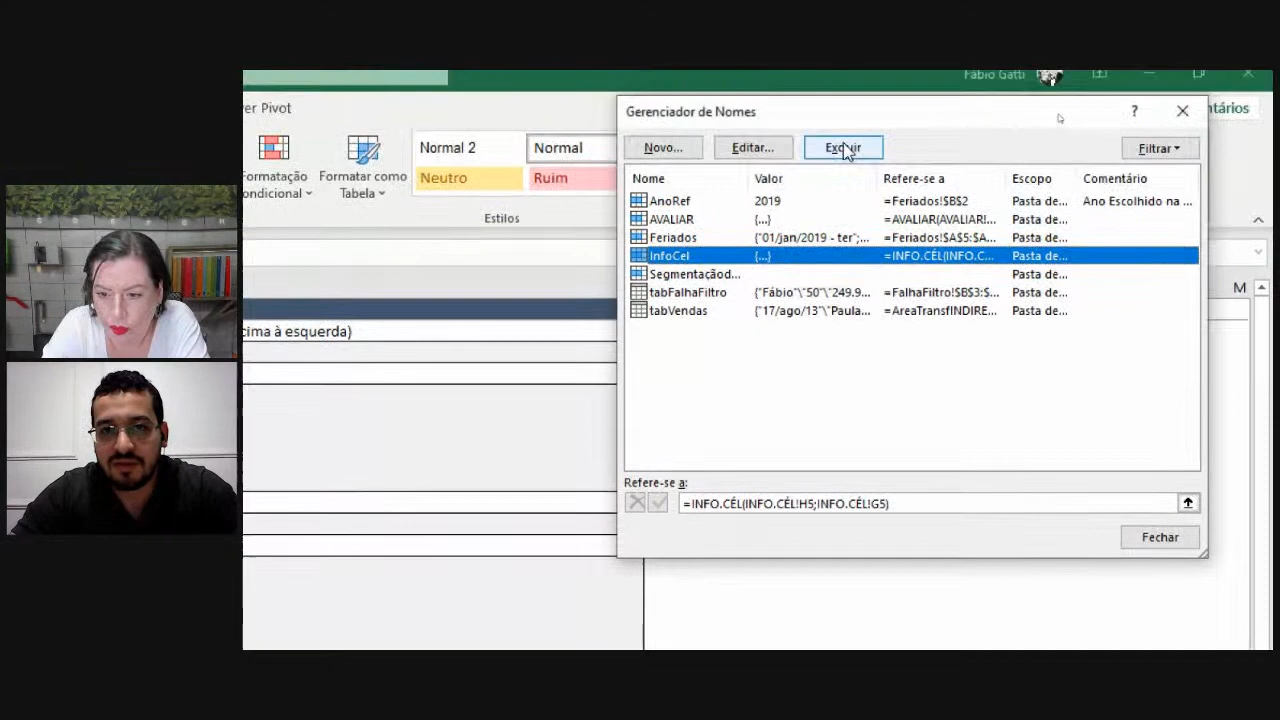 Fábio Gatti
er Pivot
ntários
Formatação
ondicional
Formatar como
Tabela
Normal 2
Normal
Neutro
Ruim
Estilos
cima à esquerda)
M
Gerenciador de Nomes
?
Novo...
Editar...
Excluir
Filtrar
Nome Valor Refere-se a Escopo Comentário
AnoRef 2019 =Feriados!$B$2 Pasta de... Ano Escolhido na ...
AVALIAR {...} =AVALIAR(AVALIAR!... Pasta de...
Feriados {"01/jan/2019 - ter";... =Feriados!$A$5:$A... Pasta de...
InfoCel {...} =INFO.CÉL(INFO.C... Pasta de...
Segmentaçãod... Pasta de...
tabFalhaFiltro {"Fábio"\"50"\"249.9... =FalhaFiltro!$B$3:$... Pasta de...
tabVendas {"17/ago/13"\"Paula... =AreaTransfINDIRE... Pasta de...
Refere-se a:
=INFO.CÉL(INFO.CÉL!H5;INFO.CÉL!G5)
Fechar